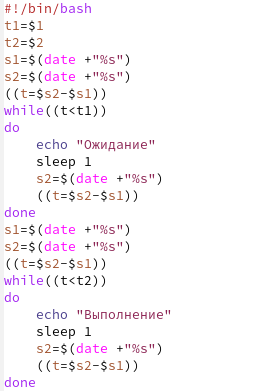 #!/bin/bash
t1=$1
t2=$2
s1=$(date +"%s")
s2=$(date +"%s")
((t=$s2-$s1))
while((t<t1))
do
    echo "Ожидание"
    sleep 1
    s2=$(date +"%s")
    ((t=$s2-$s1))
done
s1=$(date +"%s")
s2=$(date +"%s")
((t=$s2-$s1))
while((t<t2))
do
    echo "Выполнение"
    sleep 1
    s2=$(date +"%s")
    ((t=$s2-$s1))
done